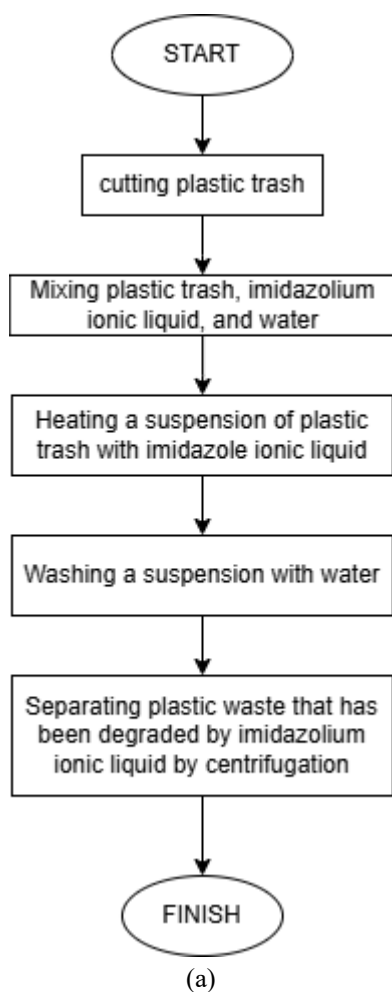 START
cutting plastic trash
Mixing plastic trash, imidazolium
ionic liquid, and water
Heating a suspension of plastic
trash with imidazole ionic liquid
Washing a suspension with water
Separating plastic waste that has
been degraded by imidazolium
ionic liquid by centrifugation
FINISH
(a)